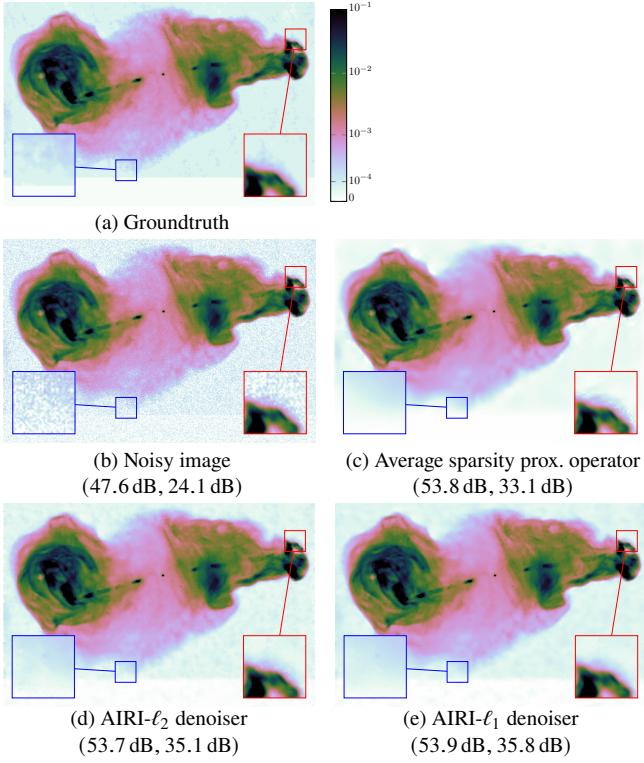 10⁻¹
10⁻²
10⁻³
10⁻⁴
0
(a) Groundtruth
(b) Noisy image
(47.6 dB, 24.1 dB)
(c) Average sparsity prox. operator
(53.8 dB, 33.1 dB)
(d) AIRI-ℓ₂ denoiser
(53.7 dB, 35.1 dB)
(e) AIRI-ℓ₁ denoiser
(53.9 dB, 35.8 dB)